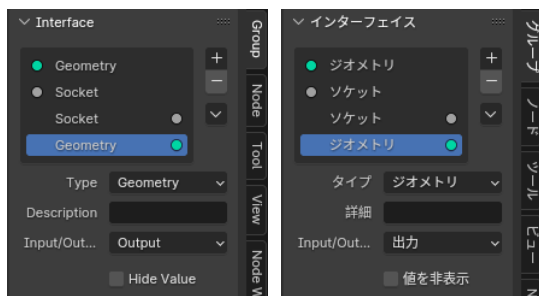 Interface
Geometry
Socket
Socket
Geometry
Type Geometry
Description
Input/Out... Output
Hide Value
Group
Node
Tool
View
Node W
インターフェイス
ジオメトリ
ソケット
ソケット
ジオメトリ
タイプ ジオメトリ
詳細
Input/Out... 出力
値を非表示
グループ
ノード
ツール
ビュー